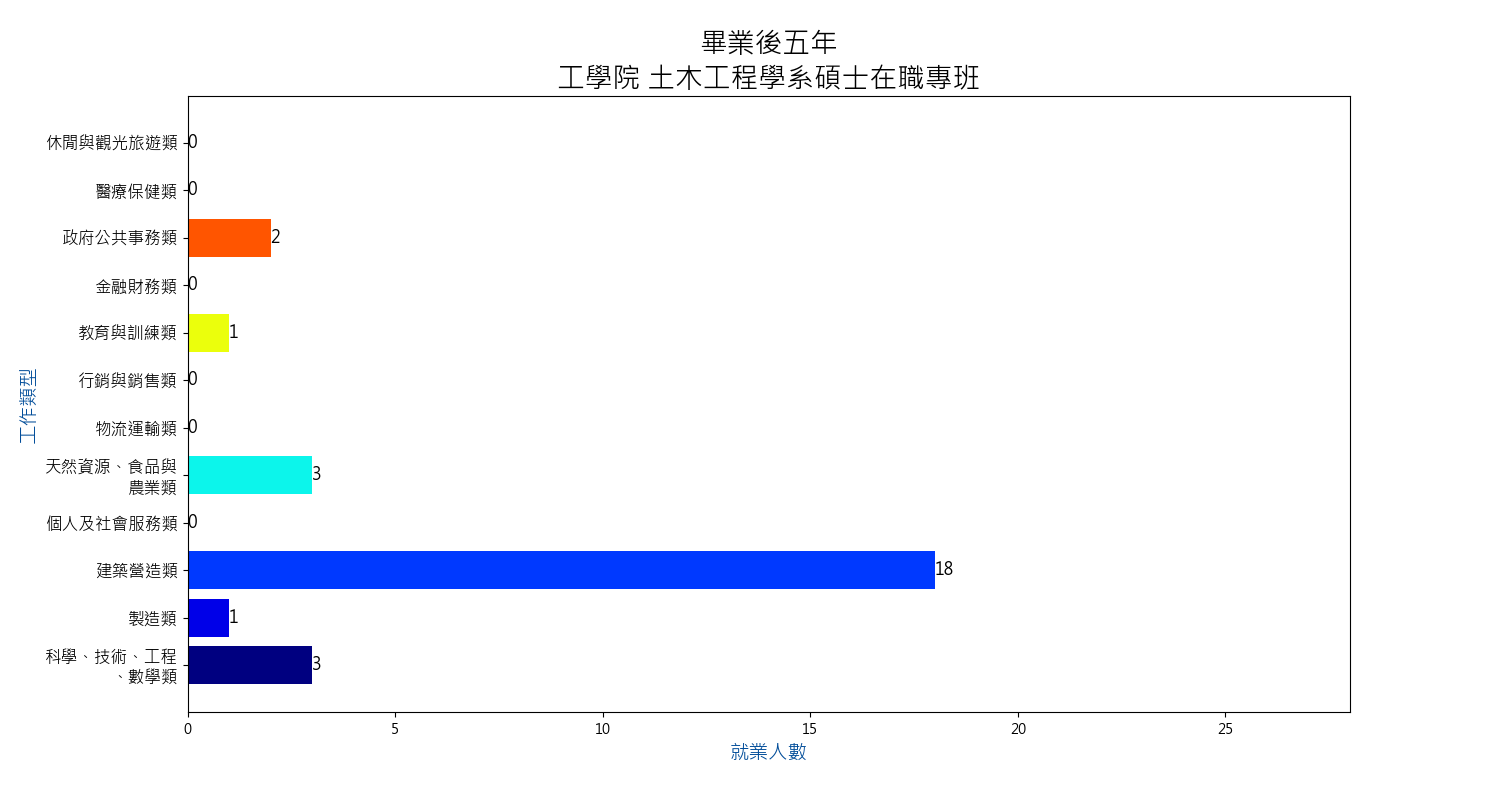 畢業後五年
工學院 土木工程學系碩士在職專班
工作類型
休閒與觀光旅遊類 0
醫療保健類 0
政府公共事務類 2
金融財務類 0
教育與訓練類 1
行銷與銷售類 0
物流運輸類 0
天然資源、食品與
農業類 3
個人及社會服務類 0
建築營造類 18
製造類 1
科學、技術、工程
、數學類 3
0 5 10 15 20 25
就業人數